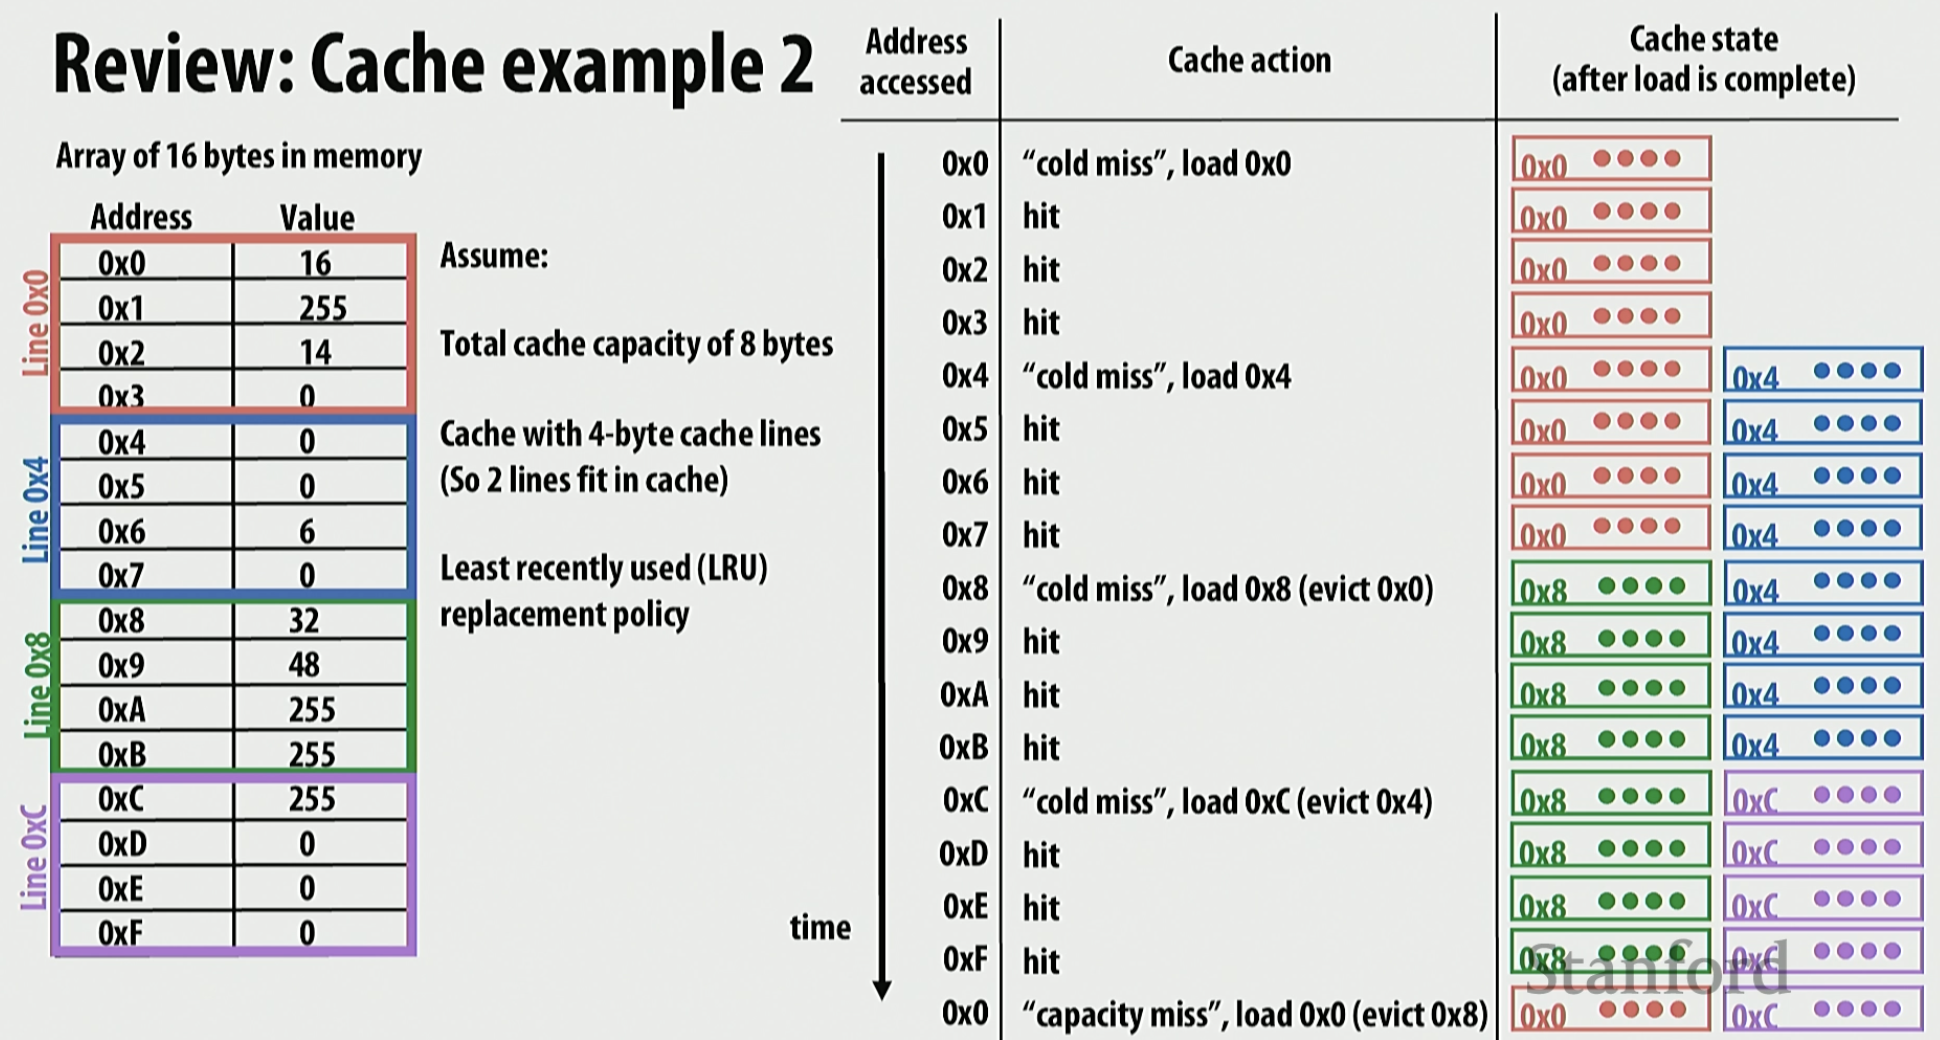 Review: Cache example 2
Array of 16 bytes in memory
Address Value
Line 0x0
0x0 16
0x1 255
0x2 14
0x3 0
Line 0x4
0x4 0
0x5 0
0x6 6
0x7 0
Line 0x8
0x8 32
0x9 48
0xA 255
0xB 255
Line 0xC
0xC 255
0xD 0
0xE 0
0xF 0
Assume:
Total cache capacity of 8 bytes
Cache with 4-byte cache lines
(So 2 lines fit in cache)
Least recently used (LRU)
replacement policy
time
Address
accessed
Cache action
Cache state
(after load is complete)
0x0 “cold miss”, load 0x0 0x0
0x1 hit 0x0
0x2 hit 0x0
0x3 hit 0x0
0x4 “cold miss”, load 0x4 0x0 0x4
0x5 hit 0x0 0x4
0x6 hit 0x0 0x4
0x7 hit 0x0 0x4
0x8 “cold miss”, load 0x8 (evict 0x0) 0x8 0x4
0x9 hit 0x8 0x4
0xA hit 0x8 0x4
0xB hit 0x8 0x4
0xC “cold miss”, load 0xC (evict 0x4) 0x8 0xC
0xD hit 0x8 0xC
0xE hit 0x8 0xC
0xF hit 0x8 0xC
Stanford
0x0 “capacity miss”, load 0x0 (evict 0x8) 0x0 0xC